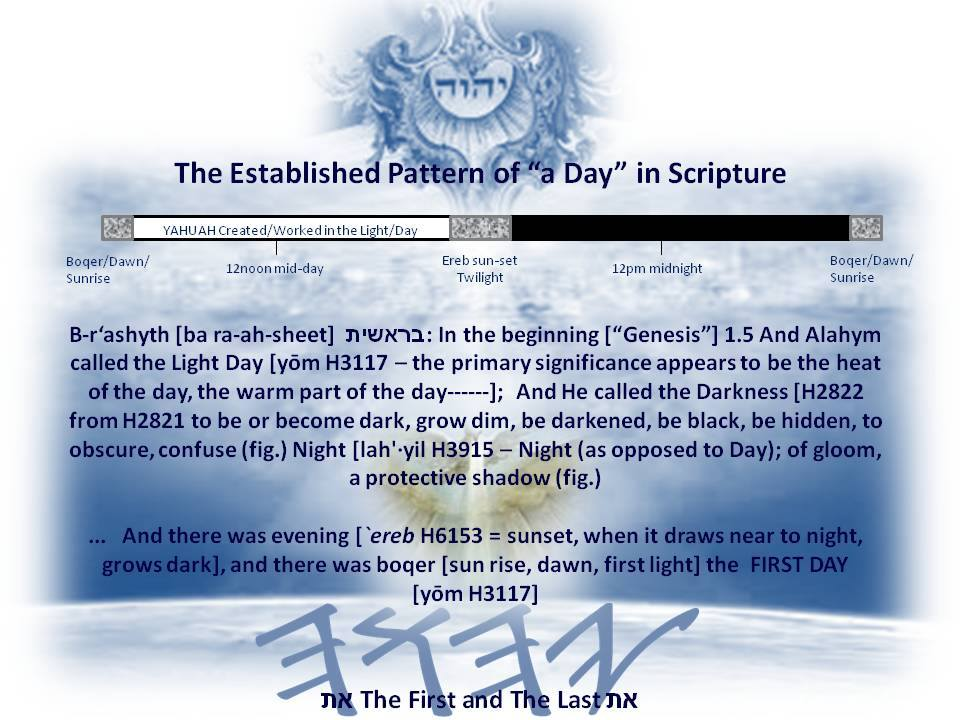 יהוה
The Established Pattern of “a Day” in Scripture
YAHUAH Created/Worked in the Light/Day
Boqer/Dawn/
Sunrise
12noon mid-day
Ereb sun-set
Twilight
12pm midnight
Boqer/Dawn/
Sunrise
B-r‘ashyth [ba ra-ah-sheet] בראשית: In the beginning [“Genesis”] 1.5 And Alahym
called the Light Day [yōm H3117 – the primary significance appears to be the heat
of the day, the warm part of the day------]; And He called the Darkness [H2822
from H2821 to be or become dark, grow dim, be darkened, be black, be hidden, to
obscure, confuse (fig.) Night [lah'·yil H3915 – Night (as opposed to Day); of gloom,
a protective shadow (fig.)
... And there was evening [`ereb H6153 = sunset, when it draws near to night,
grows dark], and there was boqer [sun rise, dawn, first light] the FIRST DAY
[yōm H3117]
𐤉𐤄𐤅𐤄
את The First and The Last את